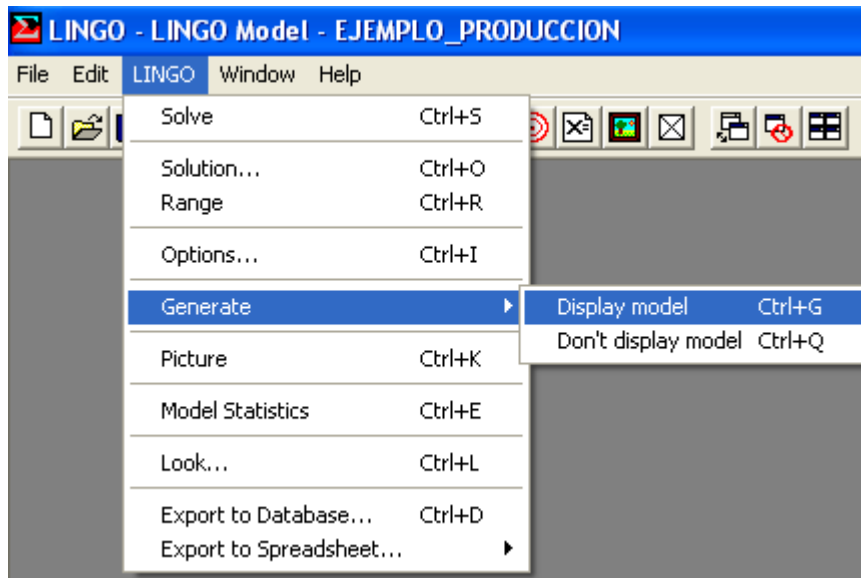 LINGO - LINGO Model - EJEMPLO_PRODUCCION
File Edit LINGO Window Help
Solve Ctrl+S
Solution... Ctrl+O
Range Ctrl+R
Options... Ctrl+I
Generate
Display model Ctrl+G
Don't display model Ctrl+Q
Picture Ctrl+K
Model Statistics Ctrl+E
Look... Ctrl+L
Export to Database... Ctrl+D
Export to Spreadsheet...